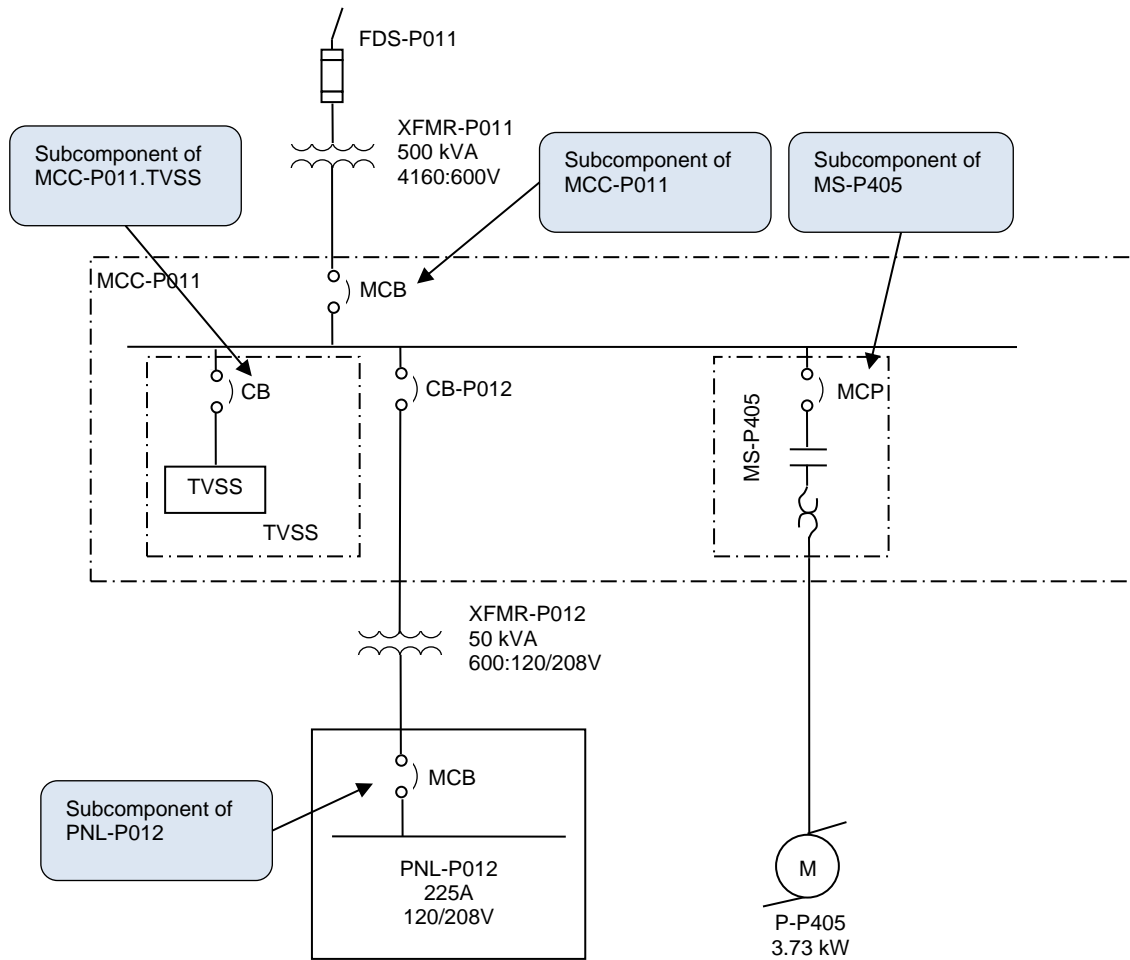 FDS-P011
XFMR-P011
500 kVA
4160:600V
Subcomponent of
MCC-P011.TVSS
Subcomponent of
MCC-P011
Subcomponent of
MS-P405
MCC-P011
MCB
CB
CB-P012
MCP
MS-P405
TVSS
TVSS
XFMR-P012
50 kVA
600:120/208V
MCB
Subcomponent of
PNL-P012
PNL-P012
225A
120/208V
M
P-P405
3.73 kW